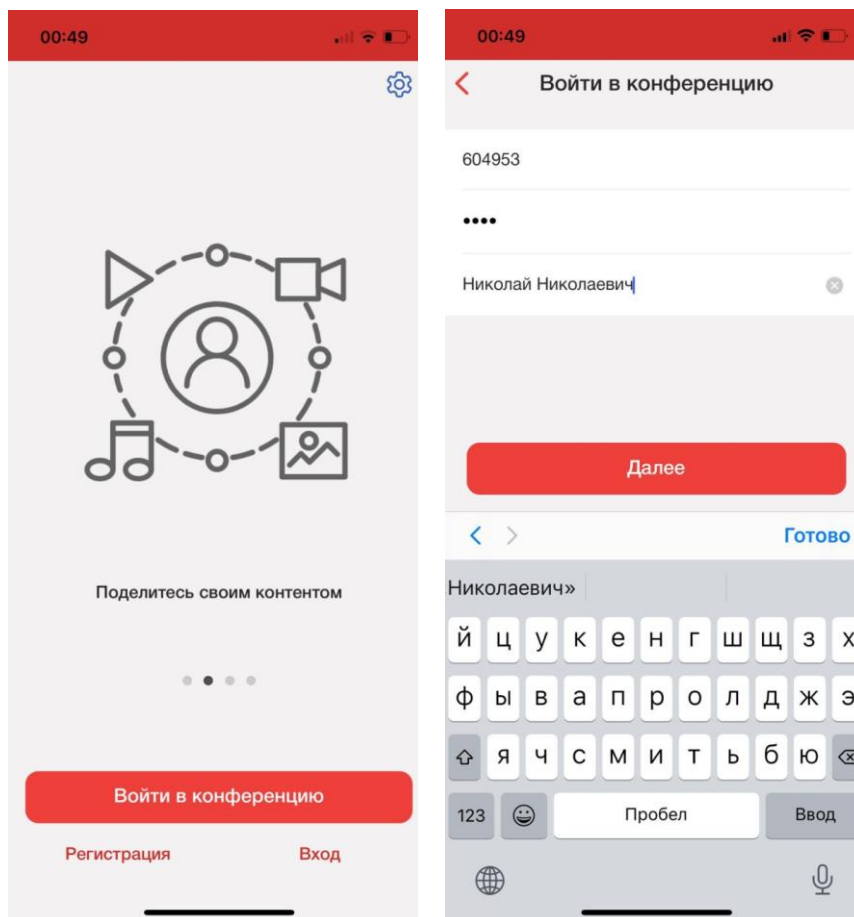 00:49
Поделитесь своим контентом
Войти в конференцию
Регистрация
Вход
00:49
Войти в конференцию
604953
••••
Николай Николаевич
Далее
Готово
Николаевич»
й ц у к е н г ш щ з х
ф ы в а п р о л д ж э
я ч с м и т ь б ю
123
Пробел
Ввод